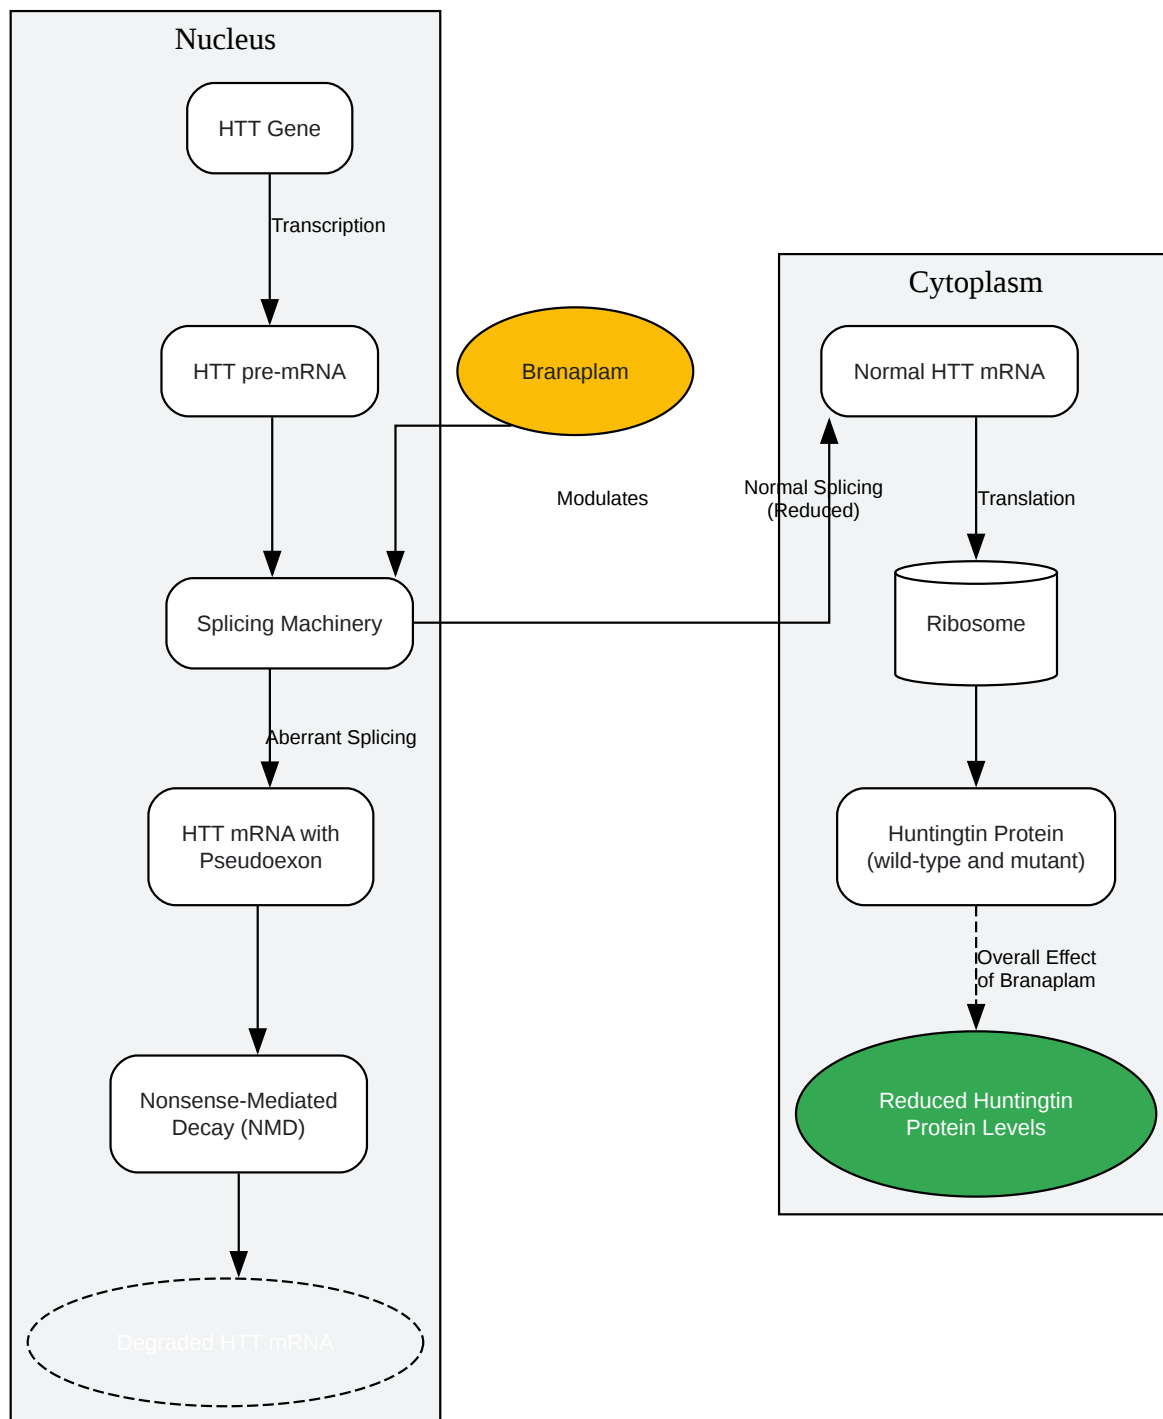 Nucleus
HTT Gene
Transcription
HTT pre-mRNA
Branaplam
Modulates
Splicing Machinery
Aberrant Splicing
HTT mRNA with
Pseudoexon
Nonsense-Mediated
Decay (NMD)
Degraded HTT mRNA
Cytoplasm
Normal HTT mRNA
Normal Splicing
(Reduced)
Translation
Ribosome
Huntingtin Protein
(wild-type and mutant)
Overall Effect
of Branaplam
Reduced Huntingtin
Protein Levels